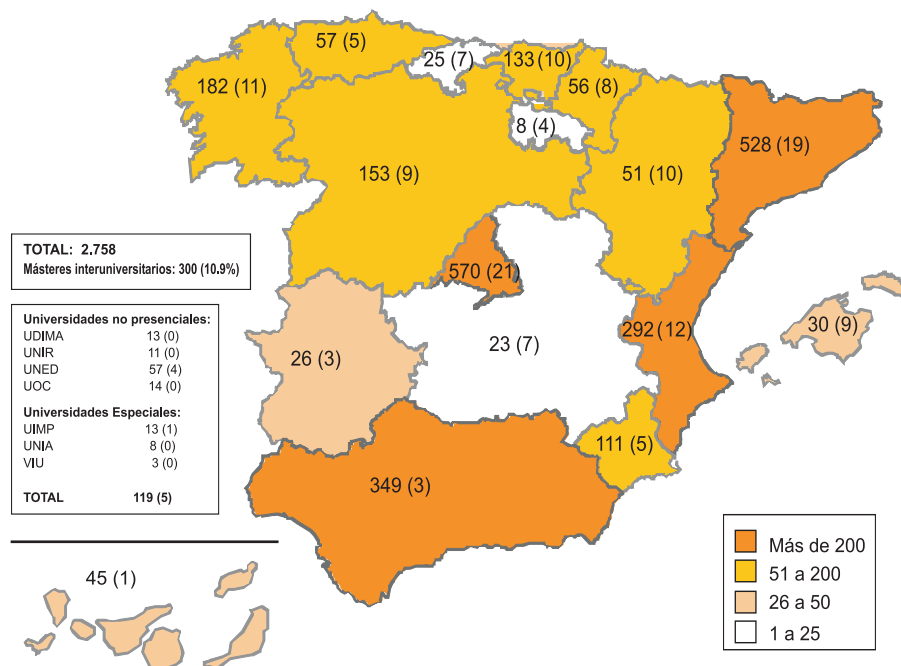 57 (5)
25 (7)
133 (10)
182 (11)
56 (8)
8 (4)
528 (19)
153 (9)
51 (10)
TOTAL: 2.758
Másteres interuniversitarios: 300 (10.9%)
570 (21)
Universidades no presenciales:
UDIMA 13 (0)
UNIR 11 (0)
UNED 57 (4)
UOC 14 (0)
Universidades Especiales:
UIMP 13 (1)
UNIA 8 (0)
VIU 3 (0)
TOTAL 119 (5)
26 (3)
23 (7)
292 (12)
30 (9)
111 (5)
349 (3)
45 (1)
Más de 200
51 a 200
26 a 50
1 a 25